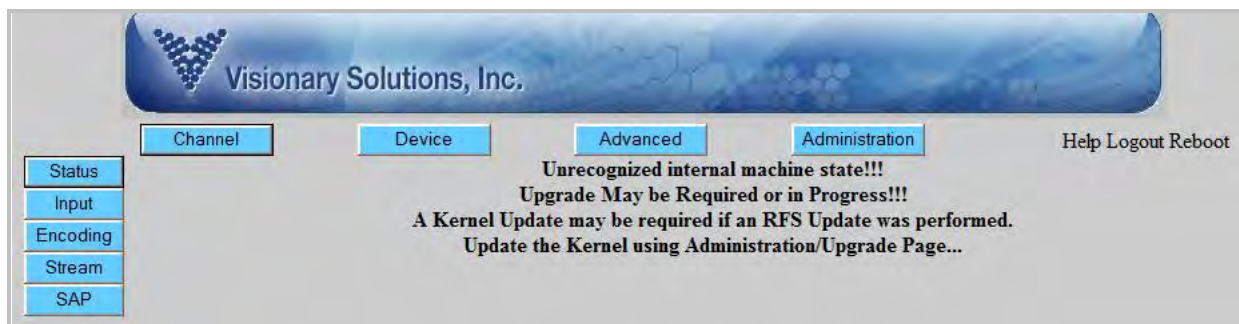 Visionary Solutions, Inc.
Channel Device Advanced Administration Help Logout Reboot
Status
Input
Encoding
Stream
SAP
Unrecognized internal machine state!!!
Upgrade May be Required or in Progress!!!
A Kernel Update may be required if an RFS Update was performed.
Update the Kernel using Administration/Upgrade Page...